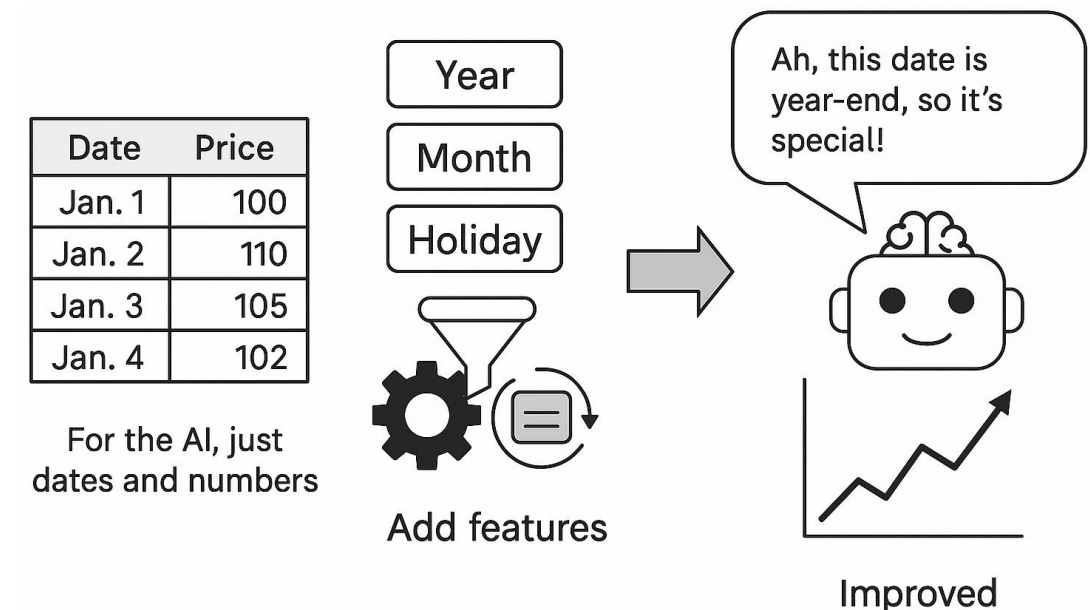 Date Price
Jan. 1 100
Jan. 2 110
Jan. 3 105
Jan. 4 102
For the AI, just
dates and numbers
Year
Month
Holiday
Add features
Ah, this date is
year-end, so it's
special!
Improved